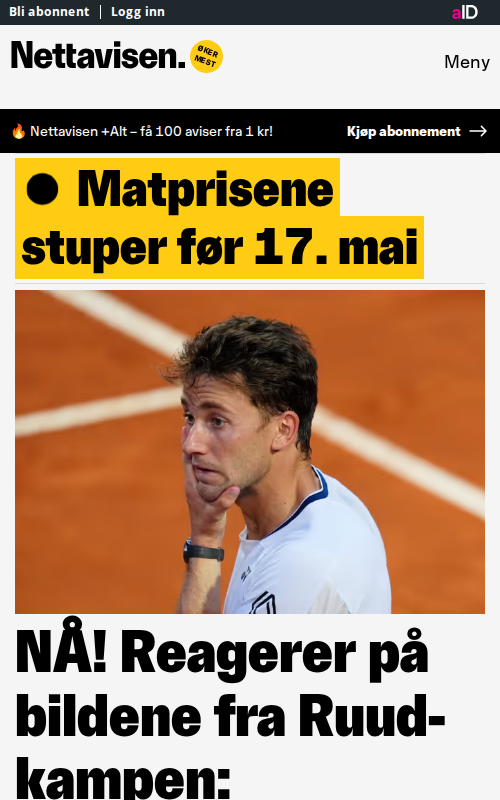 Bli abonnent | Logg inn
aID
Nettavisen.
ØKER
MEST
Meny
🔥 Nettavisen +Alt – få 100 aviser fra 1 kr!
Kjøp abonnement →
● Matprisene
stuper før 17. mai
NÅ! Reagerer på
bildene fra Ruud-
kampen: